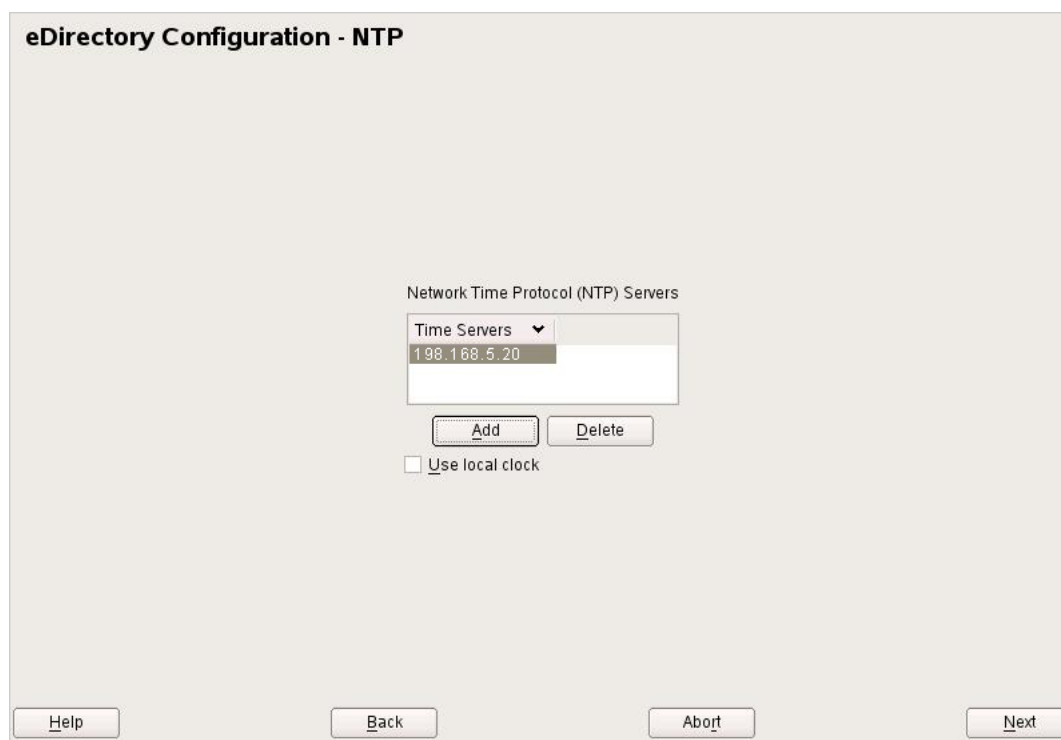 eDirectory Configuration - NTP
Network Time Protocol (NTP) Servers
Time Servers
198.168.5.20
Add Delete
Use local clock
Help Back Abort Next